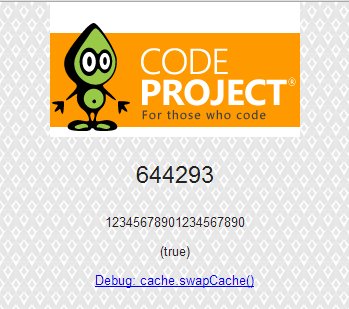 CODE
PROJECT®
For those who code
644293
12345678901234567890
(true)
Debug: cache.swapCache()